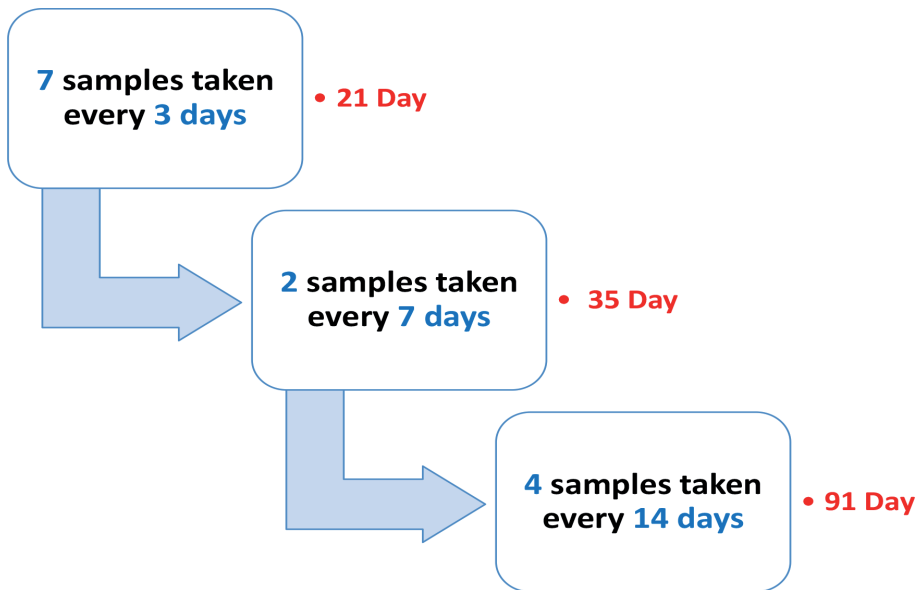 7 samples taken
every 3 days
• 21 Day
2 samples taken
every 7 days
• 35 Day
4 samples taken
every 14 days
• 91 Day